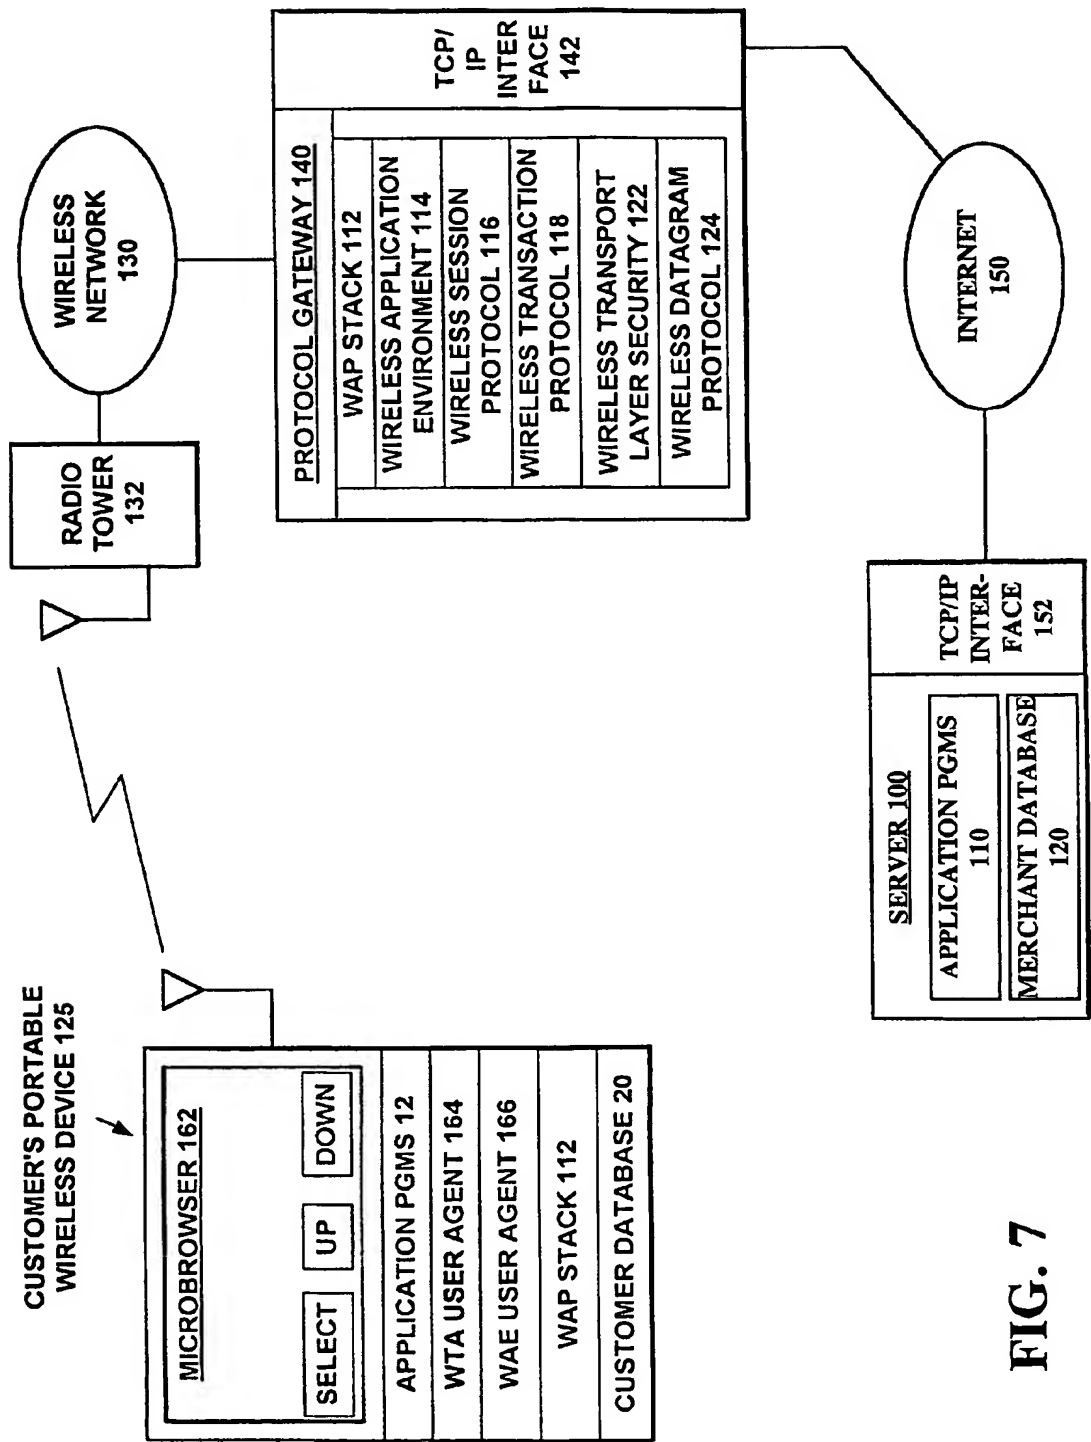 CUSTOMER'S PORTABLE
WIRELESS DEVICE 125
MICROBROWSER 162
SELECT
UP
DOWN
APPLICATION PGMS 12
WTA USER AGENT 164
WAE USER AGENT 166
WAP STACK 112
CUSTOMER DATABASE 20
RADIO
TOWER
132
WIRELESS
NETWORK
130
PROTOCOL GATEWAY 140
WAP STACK 112
WIRELESS APPLICATION
ENVIRONMENT 114
WIRELESS SESSION
PROTOCOL 116
WIRELESS TRANSACTION
PROTOCOL 118
WIRELESS TRANSPORT
LAYER SECURITY 122
WIRELESS DATAGRAM
PROTOCOL 124
TCP/
IP
INTER
FACE
142
SERVER 100
APPLICATION PGMS
110
MERCHANT DATABASE
120
TCP/IP
INTER-
FACE
152
INTERNET
150
FIG. 7